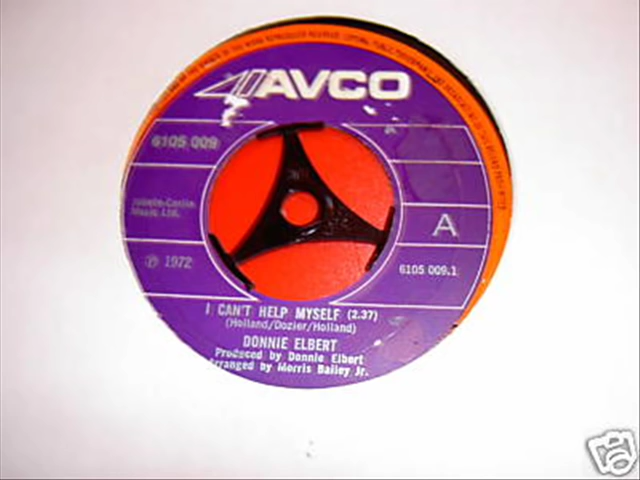 AVCO
6105 009
Jobete-Carlin
Music Ltd.
A
℗ 1972
6105 009.1
I CAN'T HELP MYSELF (2.37)
(Holland/Dozier/Holland)
DONNIE ELBERT
Produced by Donnie Elbert
Arranged by Morris Bailey Jr.